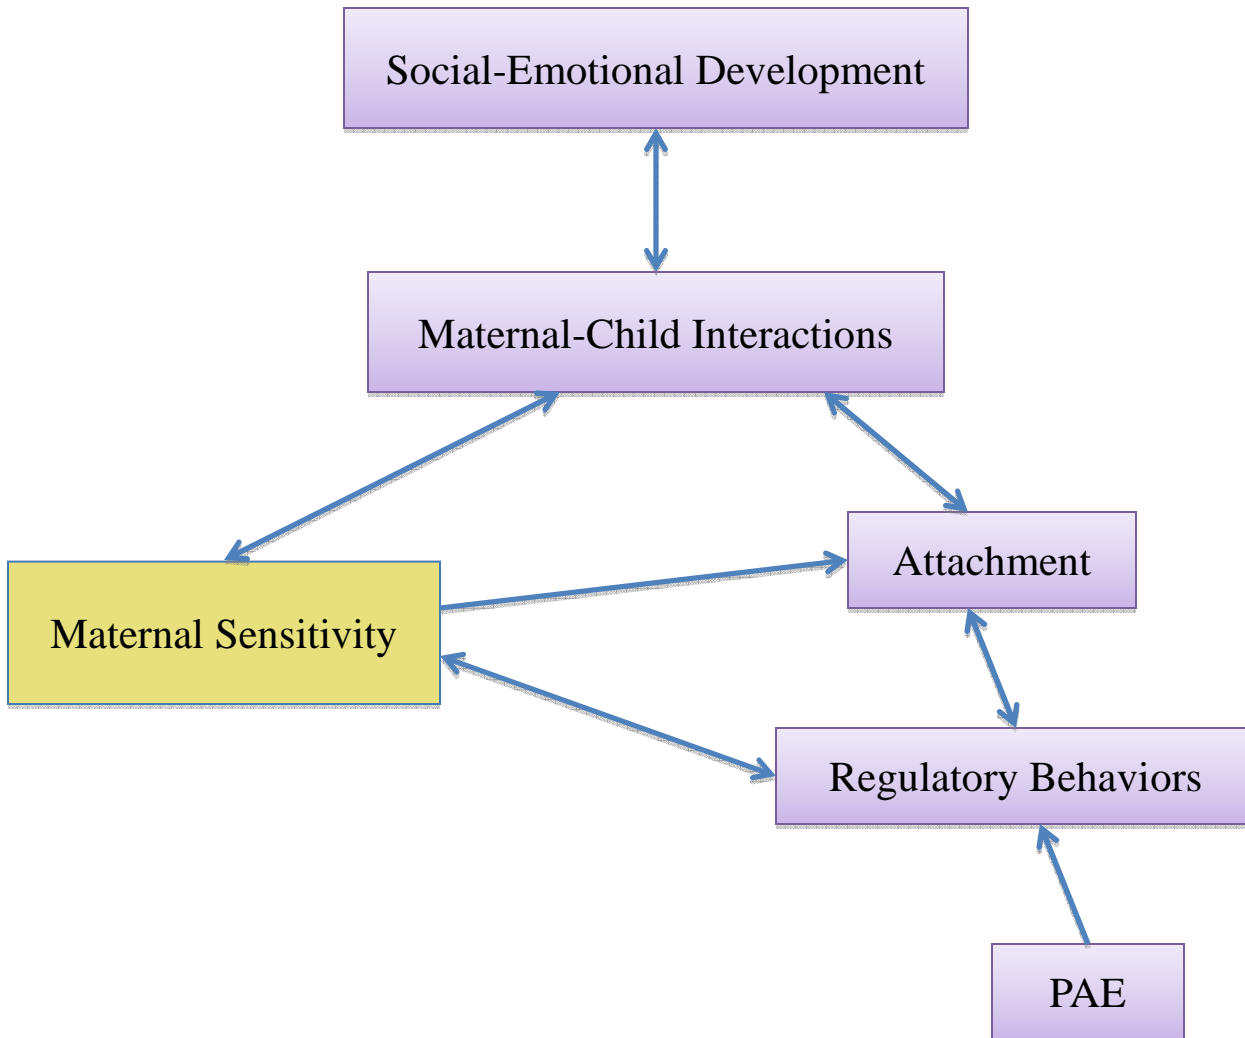 Social-Emotional Development
Maternal-Child Interactions
Attachment
Maternal Sensitivity
Regulatory Behaviors
PAE